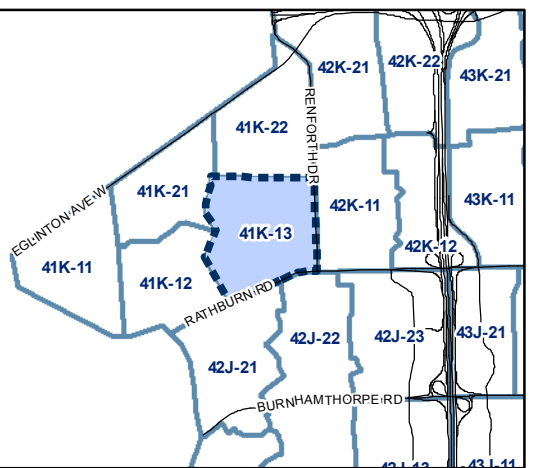 42K-21
42K-22
43K-21
RENFORTH DR
41K-22
41K-21
EGLINTON AVE W
42K-11
43K-11
41K-13
42K-12
41K-11
41K-12
RATHBURN RD
42J-22
42J-23
43J-21
42J-21
BURNHAMTHORPE RD
42J-13
43J-11